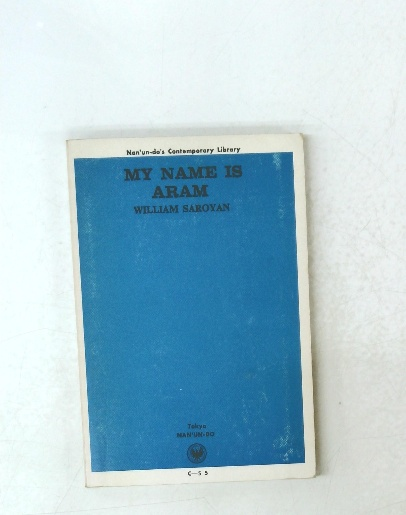 Nan'un-do's Contemporary Library
MY NAME IS
ARAM
WILLIAM SAROYAN
Tokyo
NAN'UN-DO
C—55